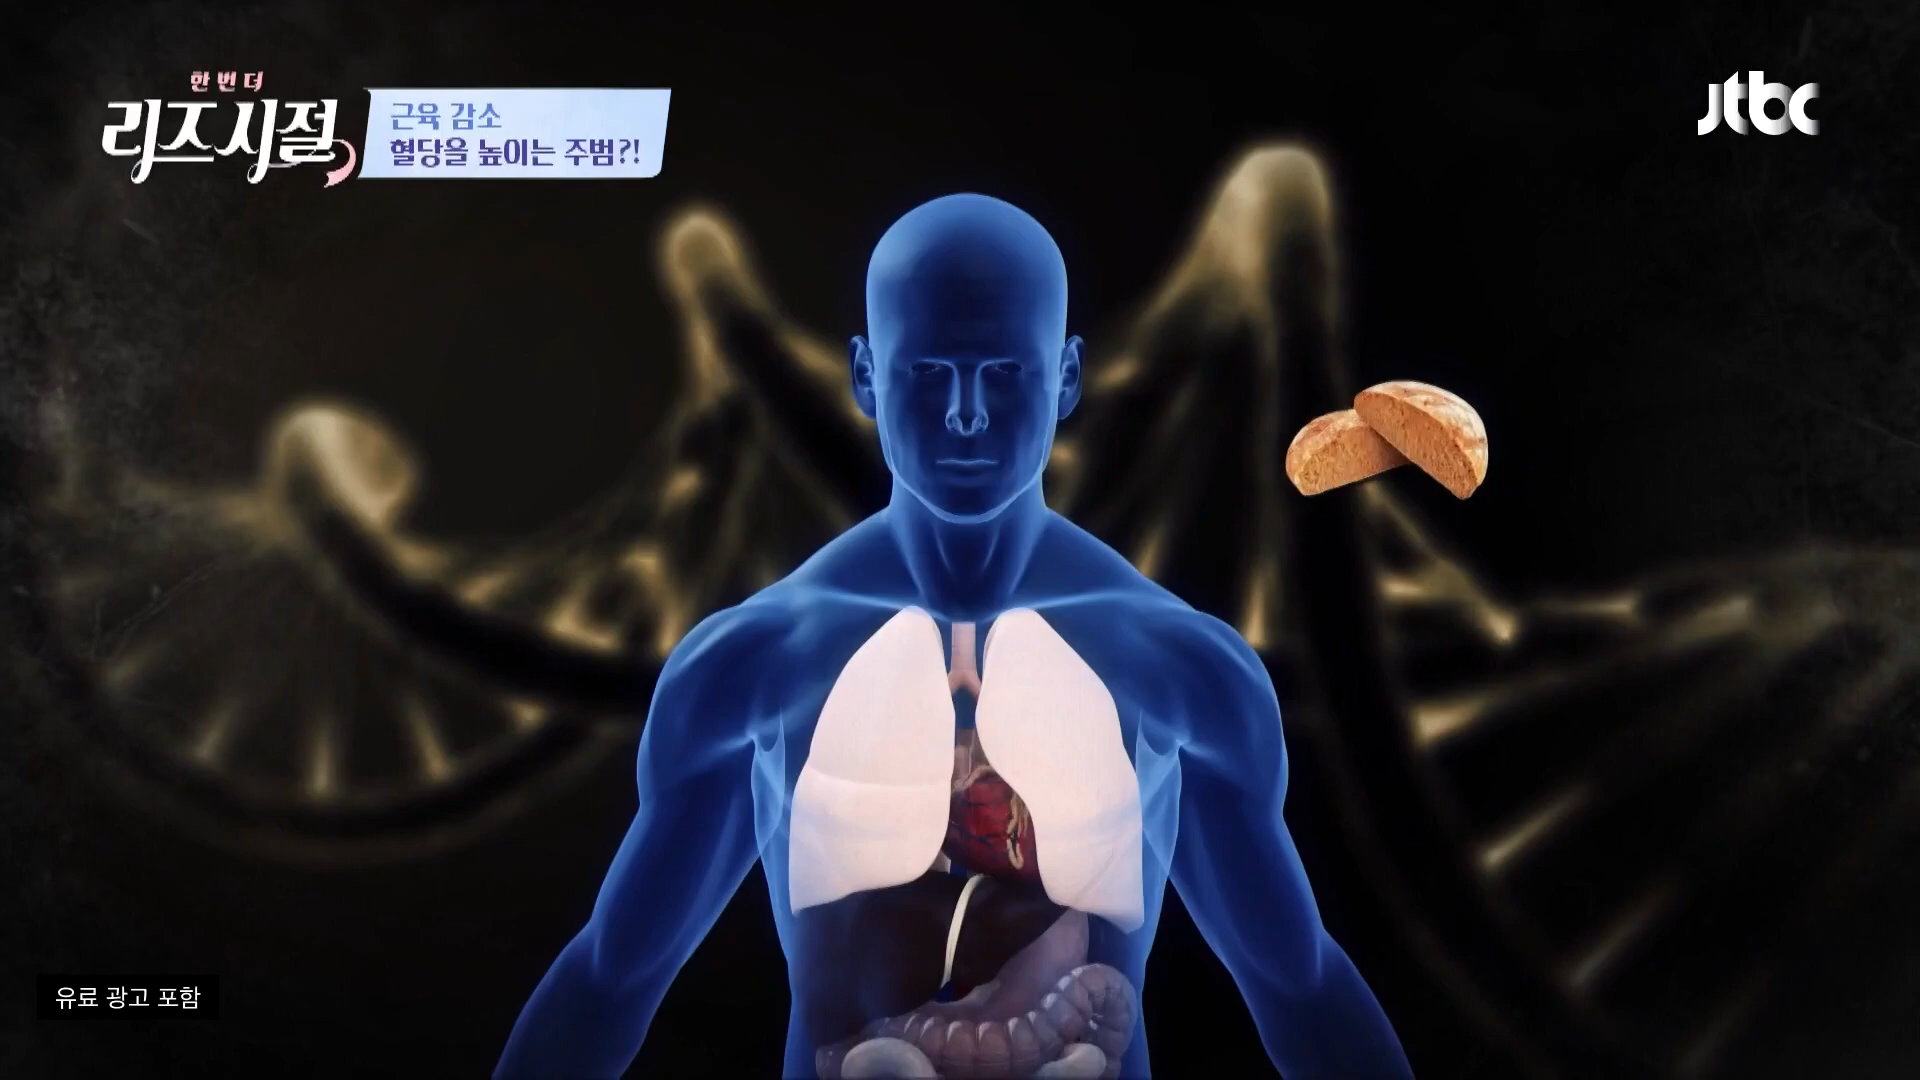 한 번 더
리즈시절
근육 감소
혈당을 높이는 주범?!
jtbc
유료 광고 포함